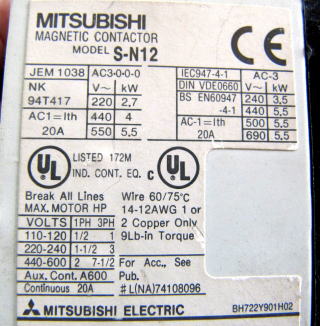 MITSUBISHI
MAGNETIC CONTACTOR
MODEL S-N12
CE
JEM 1038 AC3-0-0-0
NK V~ kW
94T417 220 2.7
AC1=Ith 440 4
20A 550 5.5
IEC947-4-1 AC-3
DIN VDE0660 V~ kW
BS EN60947 240 3.5
-4-1 440 5.5
AC-1=Ith 500 5.5
20A 690 5.5
UL LISTED 172M
IND. CONT. EQ. C UL
Break All Lines
MAX. MOTOR HP
VOLTS 1PH 3PH
110-120 1/2 1
220-240 1-1/2 3
440-600 2 7-1/2
Aux. Cont. A600
Continuous 20A
Wire 60/75°C
14-12AWG 1 or
2 Copper Only
9Lb-in Torque
For Acc., See
Pub.
#L(NA)74108096
MITSUBISHI ELECTRIC BH722Y901H02